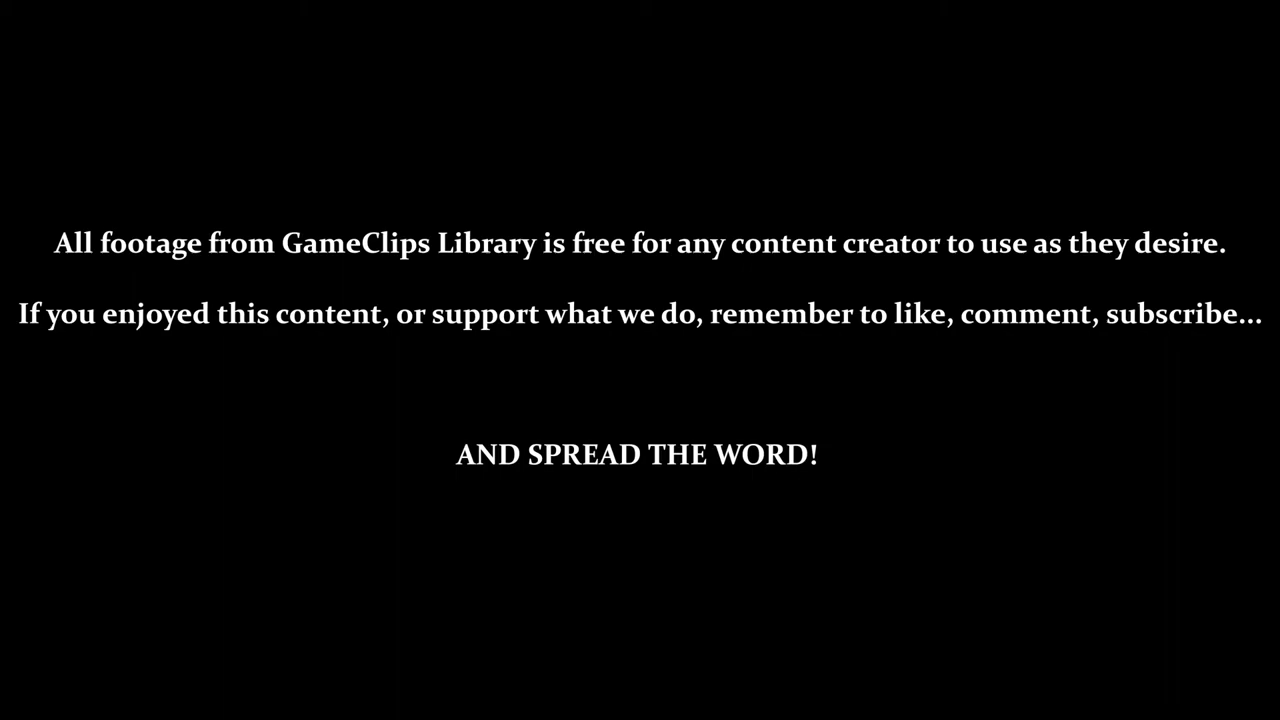 All footage from GameClips Library is free for any content creator to use as they desire.
If you enjoyed this content, or support what we do, remember to like, comment, subscribe...
AND SPREAD THE WORD!